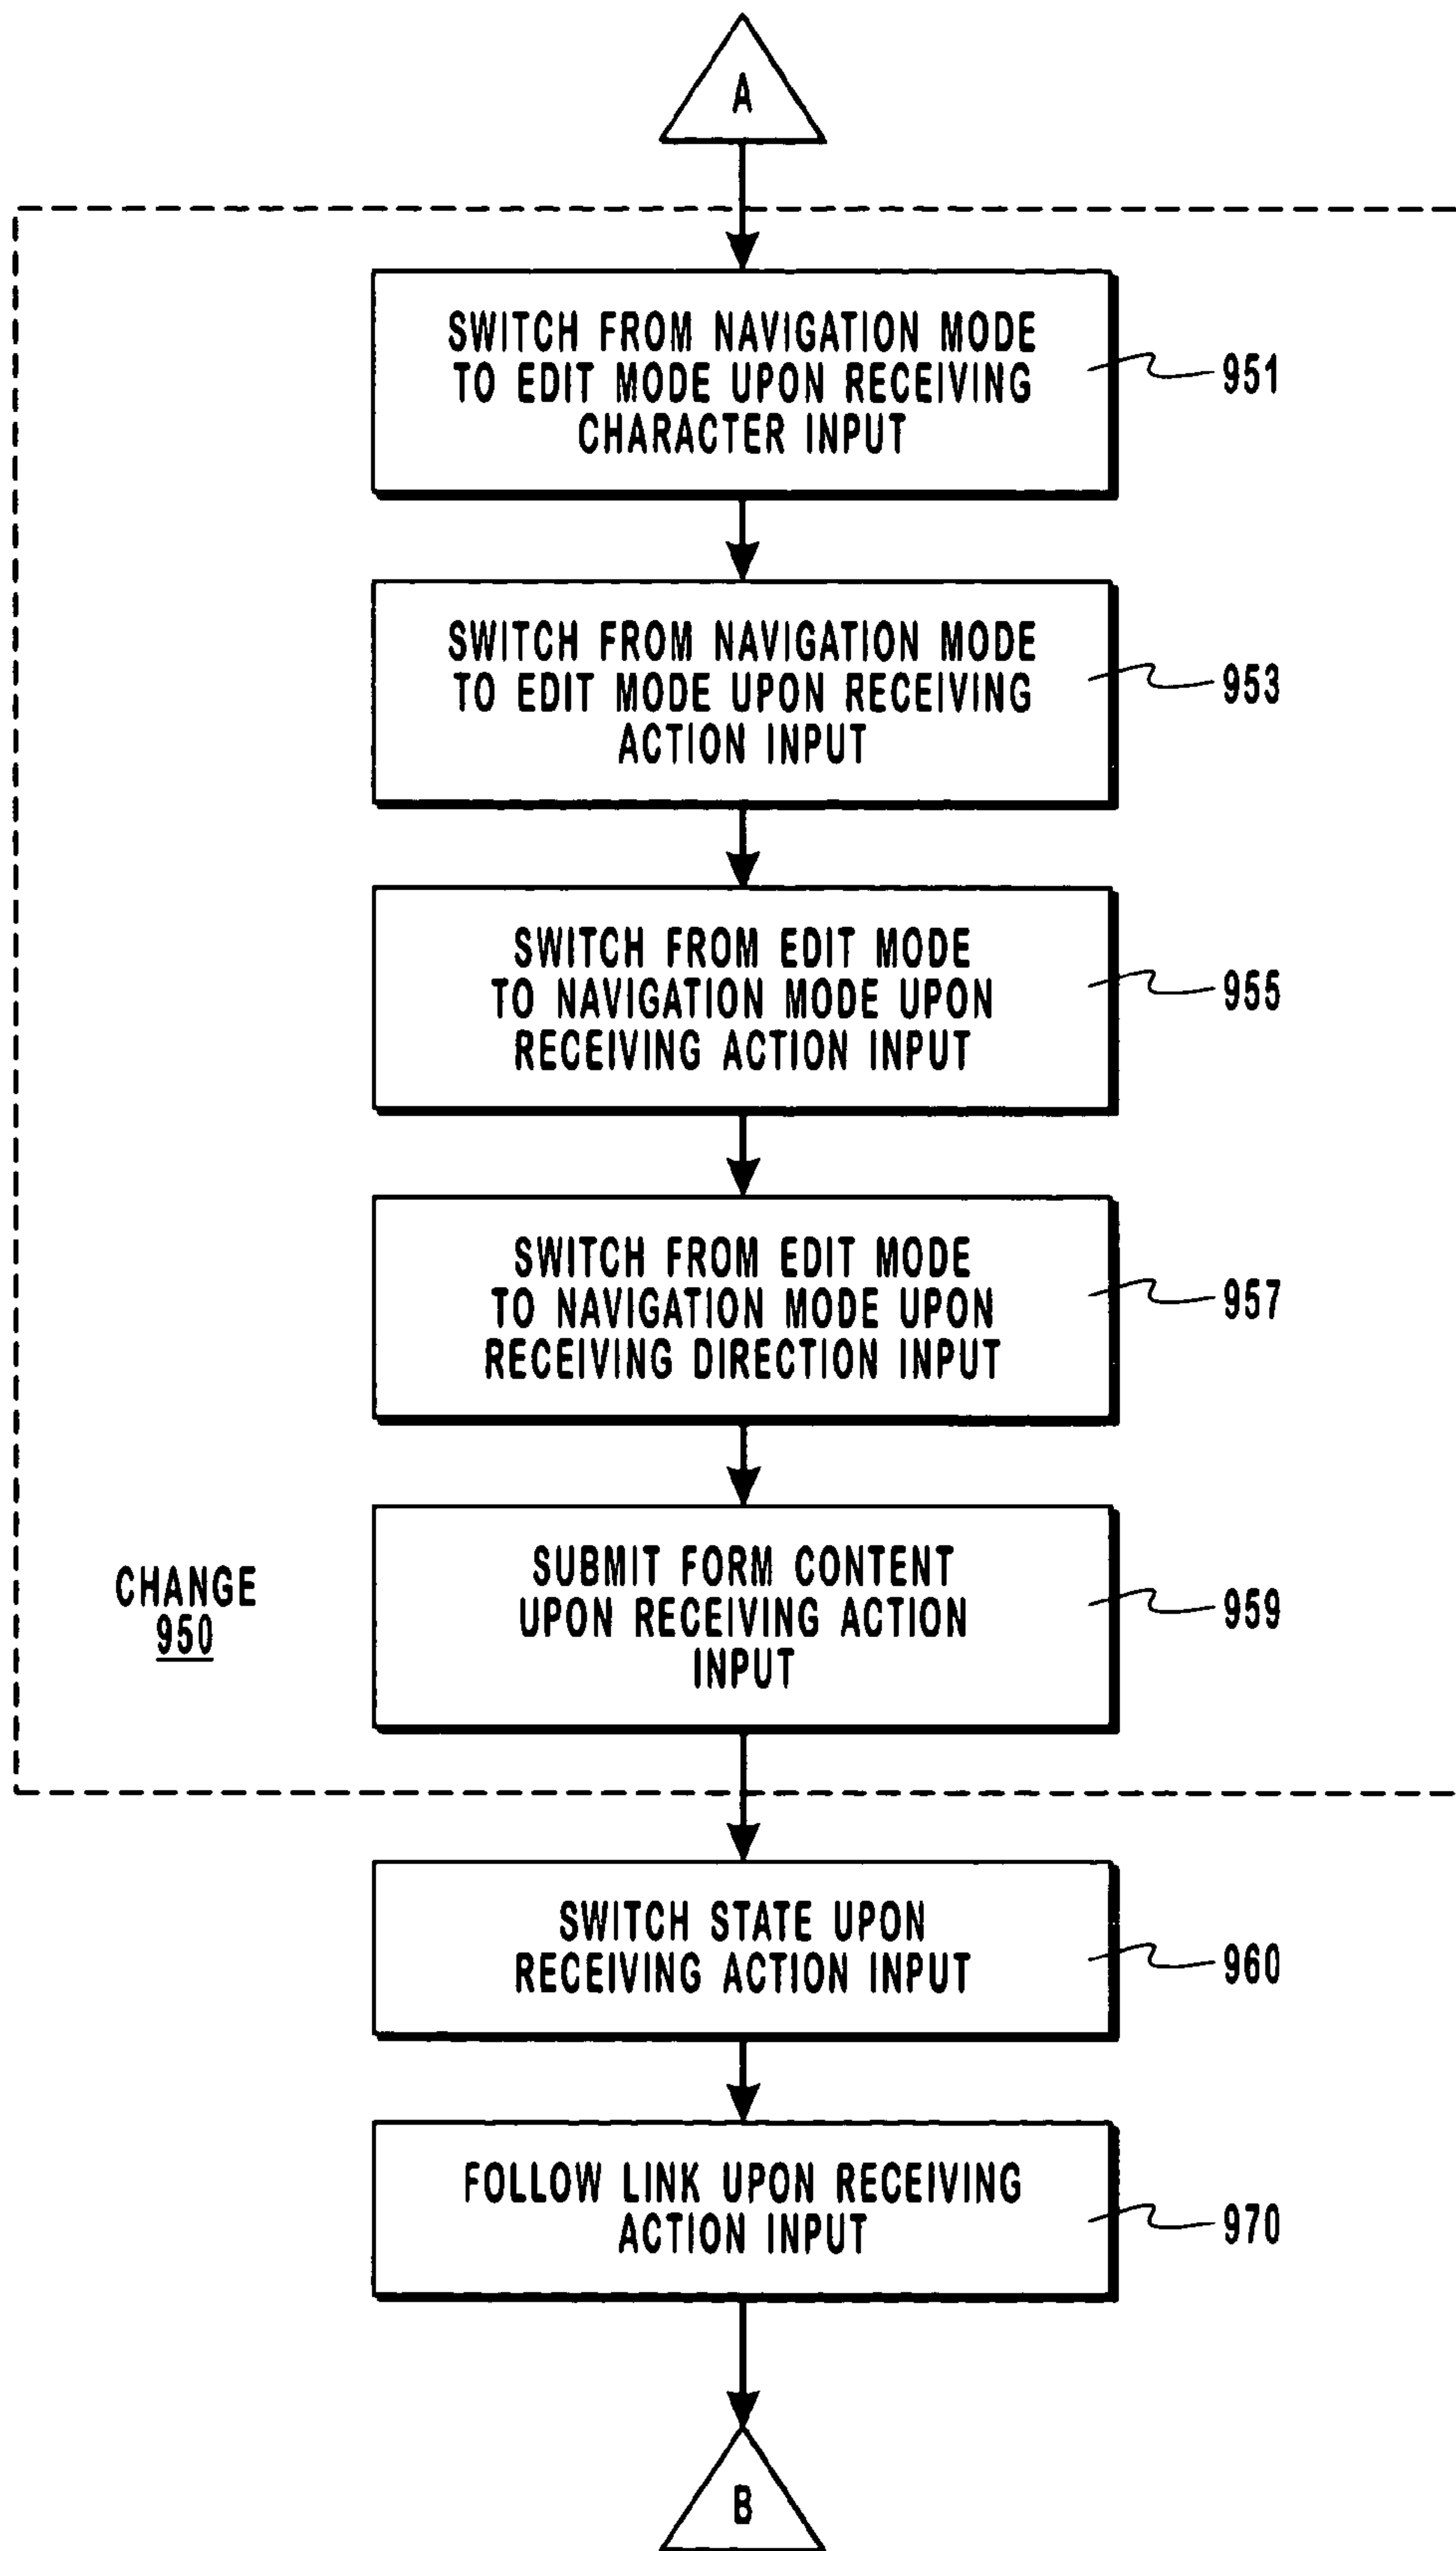 A
SWITCH FROM NAVIGATION MODE
TO EDIT MODE UPON RECEIVING
CHARACTER INPUT
951
SWITCH FROM NAVIGATION MODE
TO EDIT MODE UPON RECEIVING
ACTION INPUT
953
SWITCH FROM EDIT MODE
TO NAVIGATION MODE UPON
RECEIVING ACTION INPUT
955
SWITCH FROM EDIT MODE
TO NAVIGATION MODE UPON
RECEIVING DIRECTION INPUT
957
SUBMIT FORM CONTENT
UPON RECEIVING ACTION
INPUT
959
CHANGE
950
SWITCH STATE UPON
RECEIVING ACTION INPUT
960
FOLLOW LINK UPON RECEIVING
ACTION INPUT
970
B